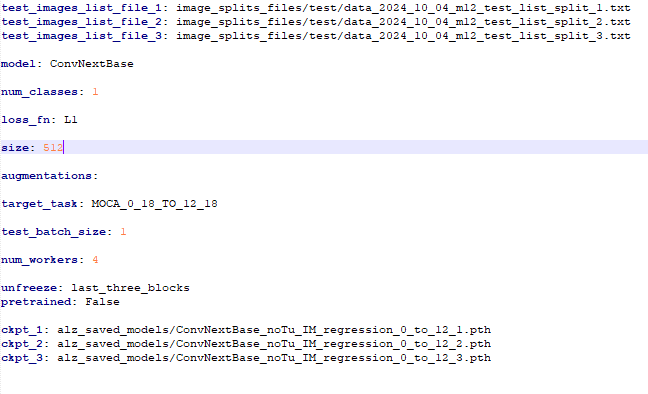 test_images_list_file_1: image_splits_files/test/data_2024_10_04_ml2_test_list_split_1.txt
test_images_list_file_2: image_splits_files/test/data_2024_10_04_ml2_test_list_split_2.txt
test_images_list_file_3: image_splits_files/test/data_2024_10_04_ml2_test_list_split_3.txt
model: ConvNextBase
num_classes: 1
loss_fn: L1
size: 512
augmentations:
target_task: MOCA_0_18_TO_12_18
test_batch_size: 1
num_workers: 4
unfreeze: last_three_blocks
pretrained: False
ckpt_1: alz_saved_models/ConvNextBase_noTu_IM_regression_0_to_12_1.pth
ckpt_2: alz_saved_models/ConvNextBase_noTu_IM_regression_0_to_12_2.pth
ckpt_3: alz_saved_models/ConvNextBase_noTu_IM_regression_0_to_12_3.pth